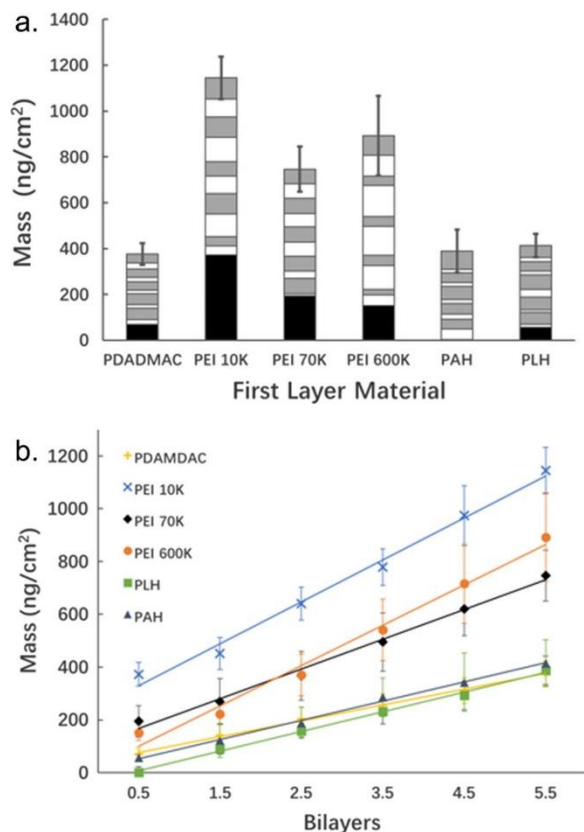 a.
1400
1200
1000
800
600
400
200
0
Mass (ng/cm²)
PDADMAC PEI 10K PEI 70K PEI 600K PAH PLH
First Layer Material
b.
1200
1000
800
600
400
200
0
Mass (ng/cm²)
PDAMDAC
PEI 10K
PEI 70K
PEI 600K
PLH
PAH
0.5 1.5 2.5 3.5 4.5 5.5
Bilayers